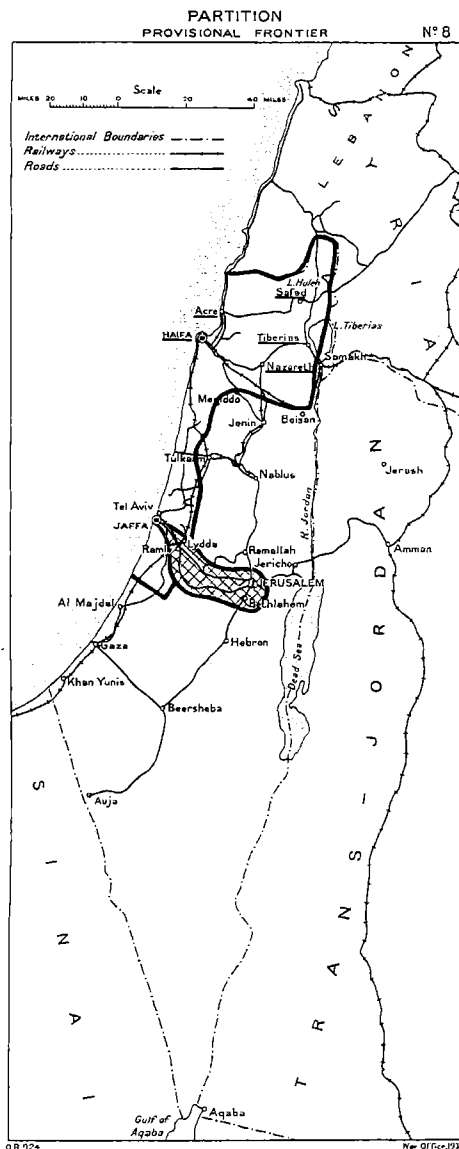 PARTITION
PROVISIONAL FRONTIER
Nº 8
Scale
MILES 20 10 0 20 40 MILES
International Boundaries
Railways
Roads
LEBANON
SYRIA
L. Huleh
Safad
Acre
L. Tiberias
HAIFA
Tiberias
Samakh
Nazareth
Megiddo
Beisan
Jenin
Tulkarm
Jerash
Nablus
R. Jordan
Tel Aviv
JAFFA
Lydda
Ramle
Ramallah
Amman
Jericho
JERUSALEM
Al Majdal
Bethlehem
Gaza
Hebron
Dead Sea
Khan Yunis
Beersheba
Auja
SINAI
TRANS-JORDAN
Gulf of
Aqaba
Aqaba
War Office